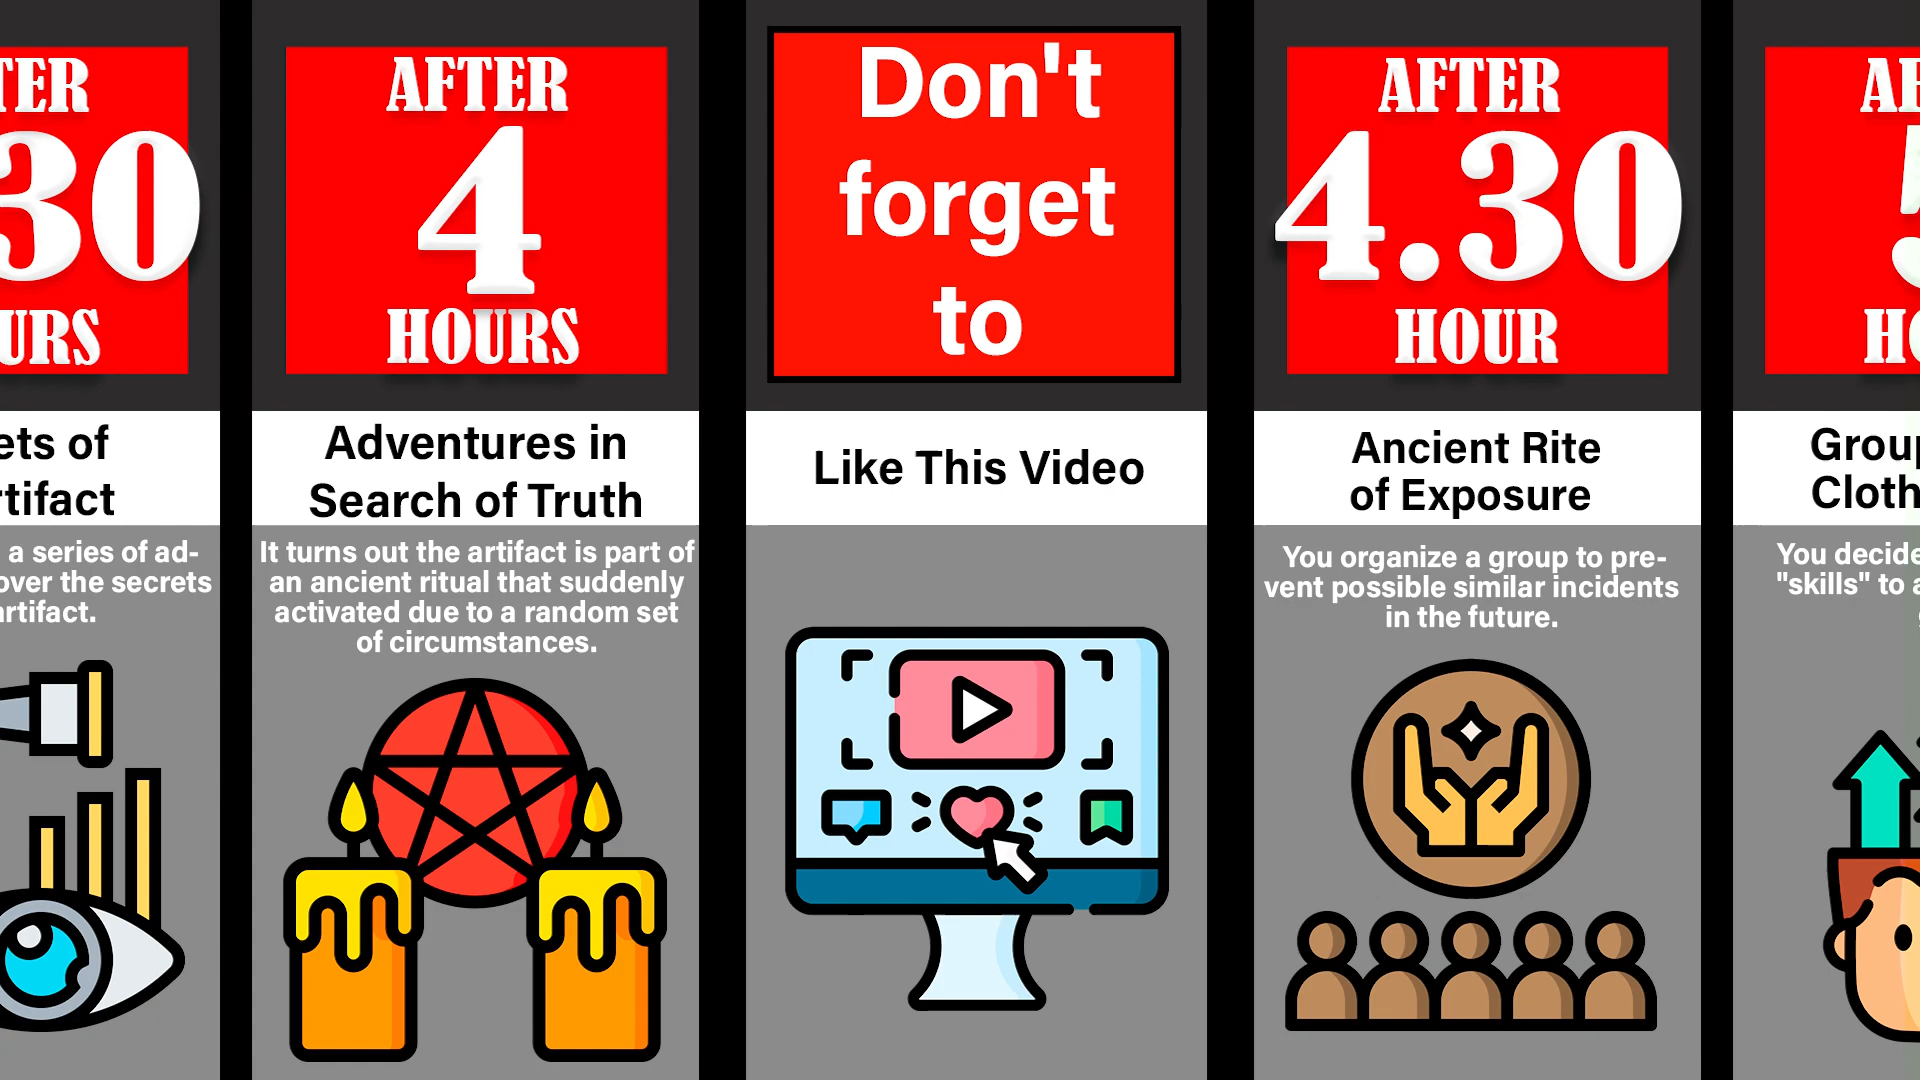 TER
30
URS
ets of
rtifact
a series of ad-
over the secrets
artifact.
AFTER
4
HOURS
Adventures in
Search of Truth
It turns out the artifact is part of
an ancient ritual that suddenly
activated due to a random set
of circumstances.
Don't
forget
to
Like This Video
AFTER
4.30
HOUR
Ancient Rite
of Exposure
You organize a group to pre-
vent possible similar incidents
in the future.
AF
5
HO
Group
Cloth
You decide
"skills" to a